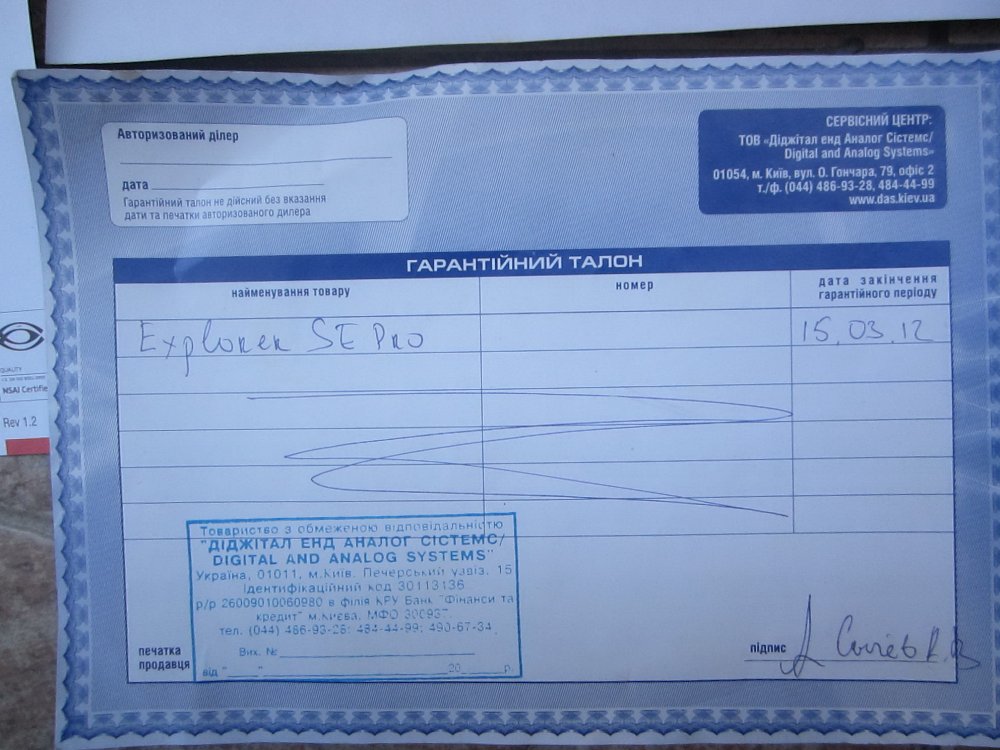 Авторизований ділер
дата
Гарантійний талон не дійсний без вказання
дати та печатки авторизованого дилера
СЕРВІСНИЙ ЦЕНТР:
ТОВ «Діджітал енд Аналог Сістемс/
Digital and Analog Systems»
01054, м. Київ, вул. О. Гончара, 79, офіс 2
т./ф. (044) 486-93-28, 484-44-99
www.das.kiev.ua
ГАРАНТІЙНИЙ ТАЛОН
найменування товару
номер
дата закінчення
гарантійного періоду
Explorer SE Pro
15.03.12
QUALITY
NSAI Certifie
Rev 1.2
Товариство з обмеженою відповідальністю
"ДІДЖІТАЛ ЕНД АНАЛОГ СІСТЕМС/
DIGITAL AND ANALOG SYSTEMS"
Україна, 01011, м.Київ, Печерський узвіз, 15
Ідентифікаційний код 30113136
р/р 26009010060980 в філія КРУ Банк "Фінанси та
кредит" м.Києва, МФО
тел. (044) 486-93-28; 484-44-99; 490-67-34
Вих. №
від "___" 20 р.
печатка
продавця
підпис